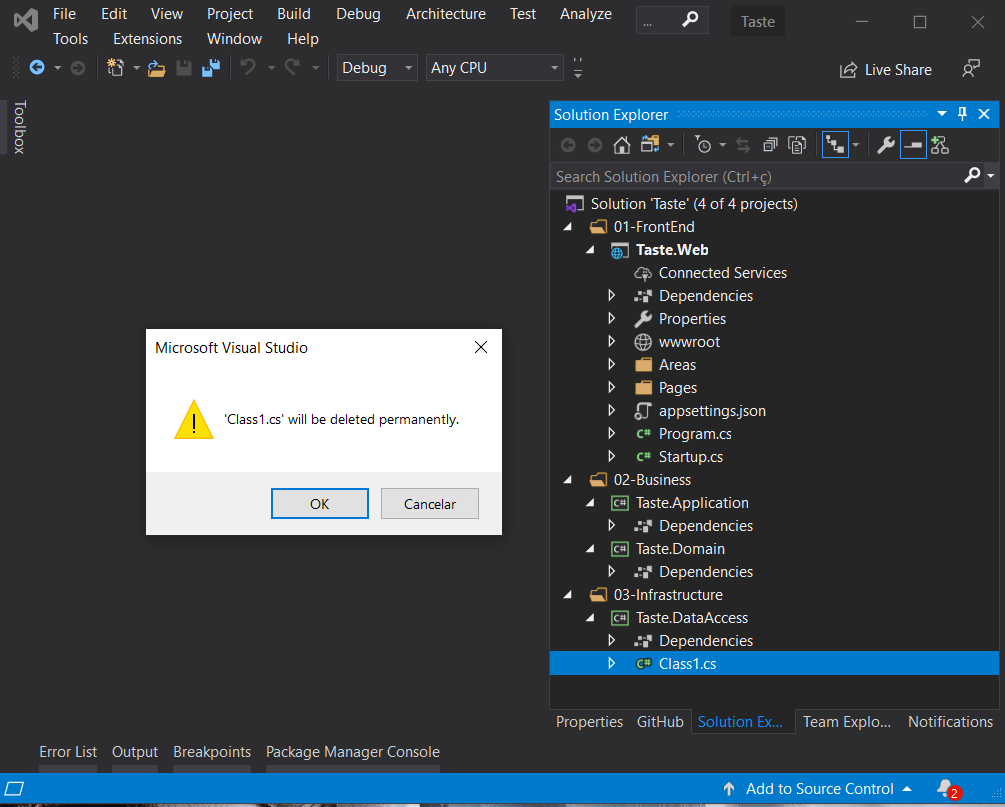 File Edit View Project Build Debug Architecture Test Analyze
Tools Extensions Window Help
...
Taste
Debug Any CPU
Live Share
Toolbox
Solution Explorer
Search Solution Explorer (Ctrl+ç)
Solution 'Taste' (4 of 4 projects)
01-FrontEnd
Taste.Web
Connected Services
Dependencies
Properties
wwwroot
Areas
Pages
appsettings.json
C# Program.cs
C# Startup.cs
02-Business
C# Taste.Application
Dependencies
C# Taste.Domain
Dependencies
03-Infrastructure
C# Taste.DataAccess
Dependencies
C# Class1.cs
Microsoft Visual Studio
'Class1.cs' will be deleted permanently.
OK Cancelar
Properties GitHub Solution Ex... Team Explo... Notifications
Error List Output Breakpoints Package Manager Console
Add to Source Control 2